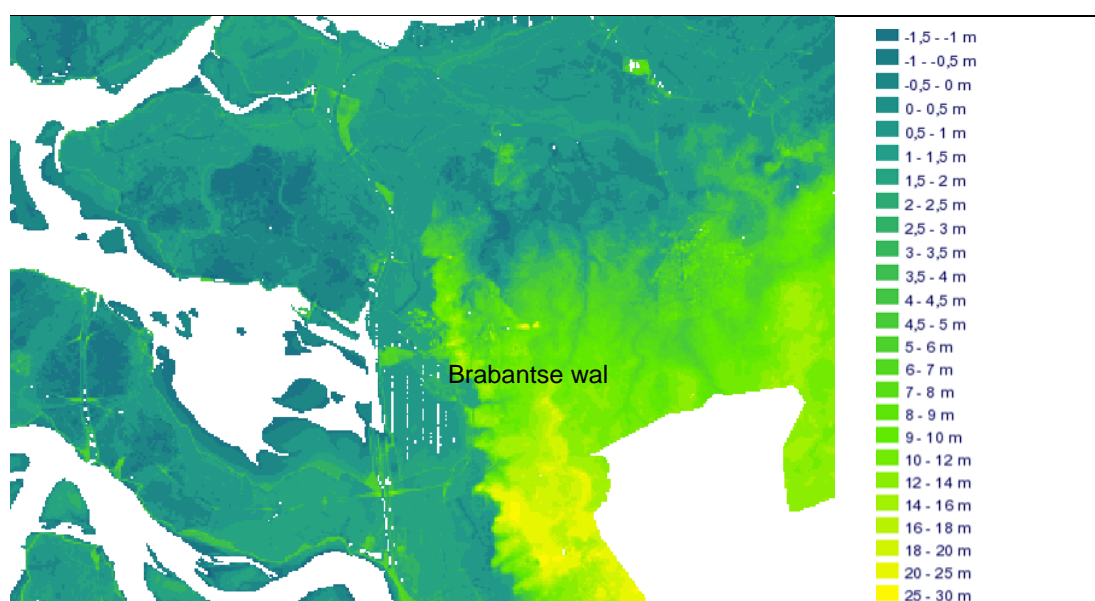 Brabantse wal
-1,5 - -1 m
-1 - -0,5 m
-0,5 - 0 m
0 - 0,5 m
0,5 - 1 m
1 - 1,5 m
1,5 - 2 m
2 - 2,5 m
2,5 - 3 m
3 - 3,5 m
3,5 - 4 m
4 - 4,5 m
4,5 - 5 m
5 - 6 m
6 - 7 m
7 - 8 m
8 - 9 m
9 - 10 m
10 - 12 m
12 - 14 m
14 - 16 m
16 - 18 m
18 - 20 m
20 - 25 m
25 - 30 m